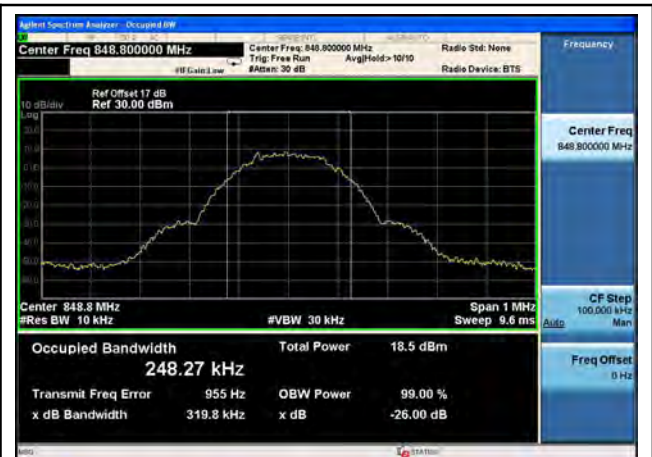 Agilent Spectrum Analyzer - Occupied BW
Center Freq 848.800000 MHz
#IFGain:Low
Center Freq: 848.800000 MHz
Trig: Free Run Avg|Hold:>10/10
#Atten: 30 dB
Radio Std: None
Radio Device: BTS
Frequency
10 dB/div
Log
Ref Offset 17 dB
Ref 30.00 dBm
Center Freq
848.800000 MHz
Center 848.8 MHz
#Res BW 10 kHz
#VBW 30 kHz
Span 1 MHz
Sweep 9.6 ms
CF Step
100.000 kHz
Auto Man
Occupied Bandwidth
248.27 kHz
Total Power 18.5 dBm
Transmit Freq Error 955 Hz OBW Power 99.00 %
x dB Bandwidth 319.8 kHz x dB -26.00 dB
Freq Offset
0 Hz
MSG
STATUS